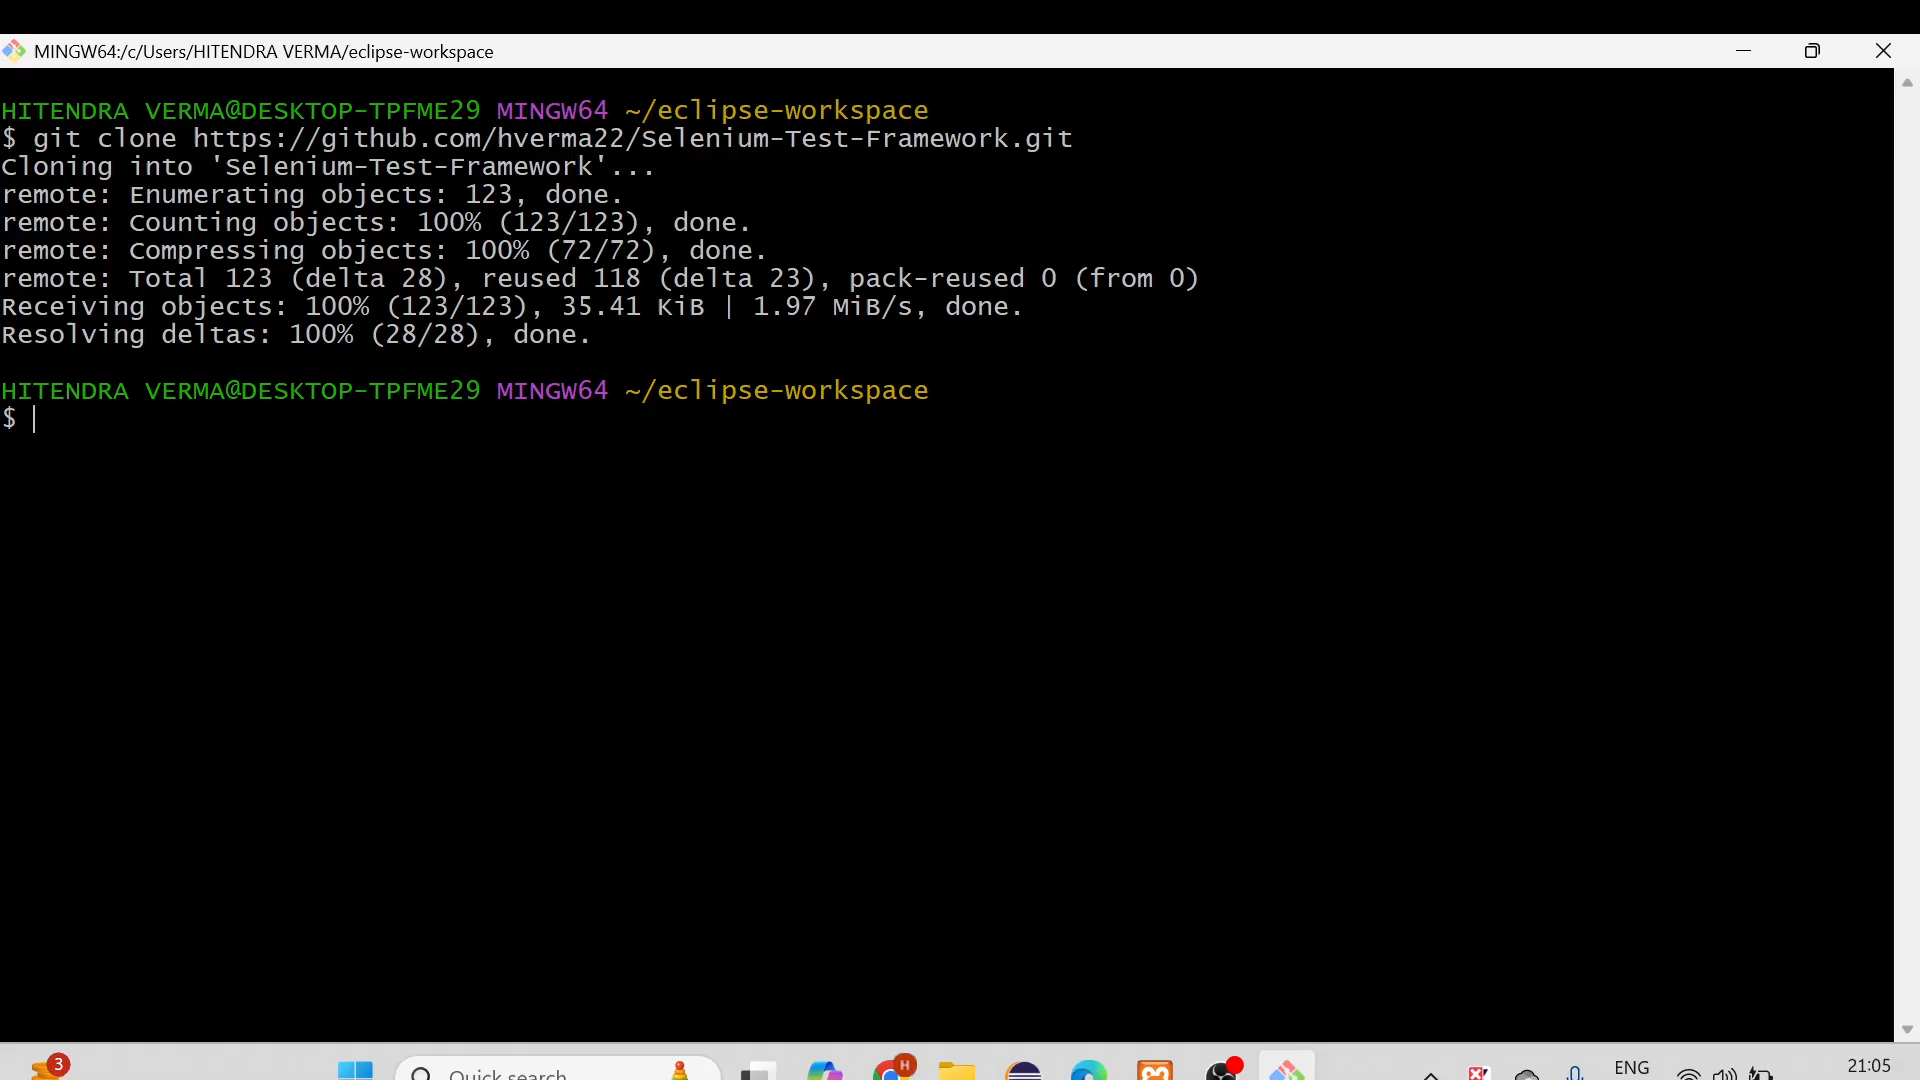 MINGW64:/c/Users/HITENDRA VERMA/eclipse-workspace
HITENDRA VERMA@DESKTOP-TPFME29 MINGW64 ~/eclipse-workspace
$ git clone https://github.com/hverma22/Selenium-Test-Framework.git
Cloning into 'Selenium-Test-Framework'...
remote: Enumerating objects: 123, done.
remote: Counting objects: 100% (123/123), done.
remote: Compressing objects: 100% (72/72), done.
remote: Total 123 (delta 28), reused 118 (delta 23), pack-reused 0 (from 0)
Receiving objects: 100% (123/123), 35.41 KiB | 1.97 MiB/s, done.
Resolving deltas: 100% (28/28), done.
HITENDRA VERMA@DESKTOP-TPFME29 MINGW64 ~/eclipse-workspace
$
3
Quick search
H
ENG
21:05